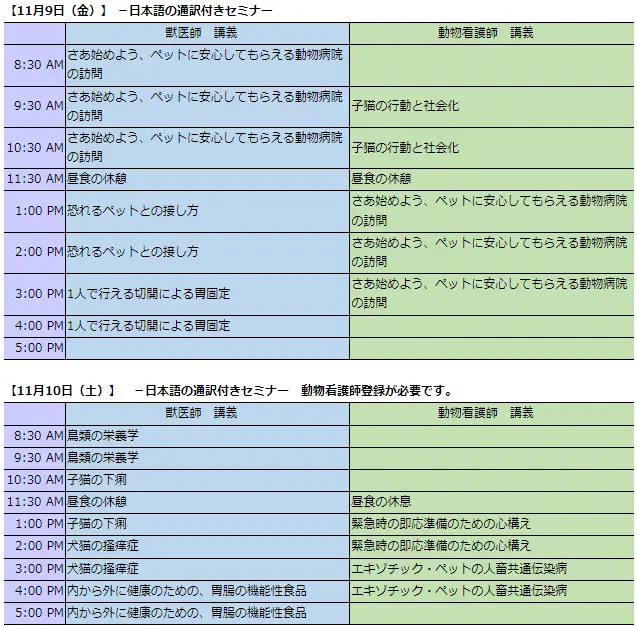 【11月9日（金）】 －日本語の通訳付きセミナー
獣医師 講義 動物看護師 講義
8:30 AM さあ始めよう、ペットに安心してもらえる動物病院
の訪問
9:30 AM さあ始めよう、ペットに安心してもらえる動物病院
の訪問 子猫の行動と社会化
10:30 AM さあ始めよう、ペットに安心してもらえる動物病院
の訪問 子猫の行動と社会化
11:30 AM 昼食の休憩 昼食の休憩
1:00 PM 恐れるペットとの接し方 さあ始めよう、ペットに安心してもらえる動物病院
の訪問
2:00 PM 恐れるペットとの接し方 さあ始めよう、ペットに安心してもらえる動物病院
の訪問
3:00 PM 1人で行える切開による胃固定 さあ始めよう、ペットに安心してもらえる動物病院
の訪問
4:00 PM 1人で行える切開による胃固定
5:00 PM
【11月10日（土）】 －日本語の通訳付きセミナー 動物看護師登録が必要です。
獣医師 講義 動物看護師 講義
8:30 AM 鳥類の栄養学
9:30 AM 鳥類の栄養学
10:30 AM 子猫の下痢
11:30 AM 昼食の休憩 昼食の休息
1:00 PM 子猫の下痢 緊急時の即応準備のための心構え
2:00 PM 犬猫の掻痒症 緊急時の即応準備のための心構え
3:00 PM 犬猫の掻痒症 エキゾチック・ペットの人畜共通伝染病
4:00 PM 内から外に健康のための、胃腸の機能性食品 エキゾチック・ペットの人畜共通伝染病
5:00 PM 内から外に健康のための、胃腸の機能性食品